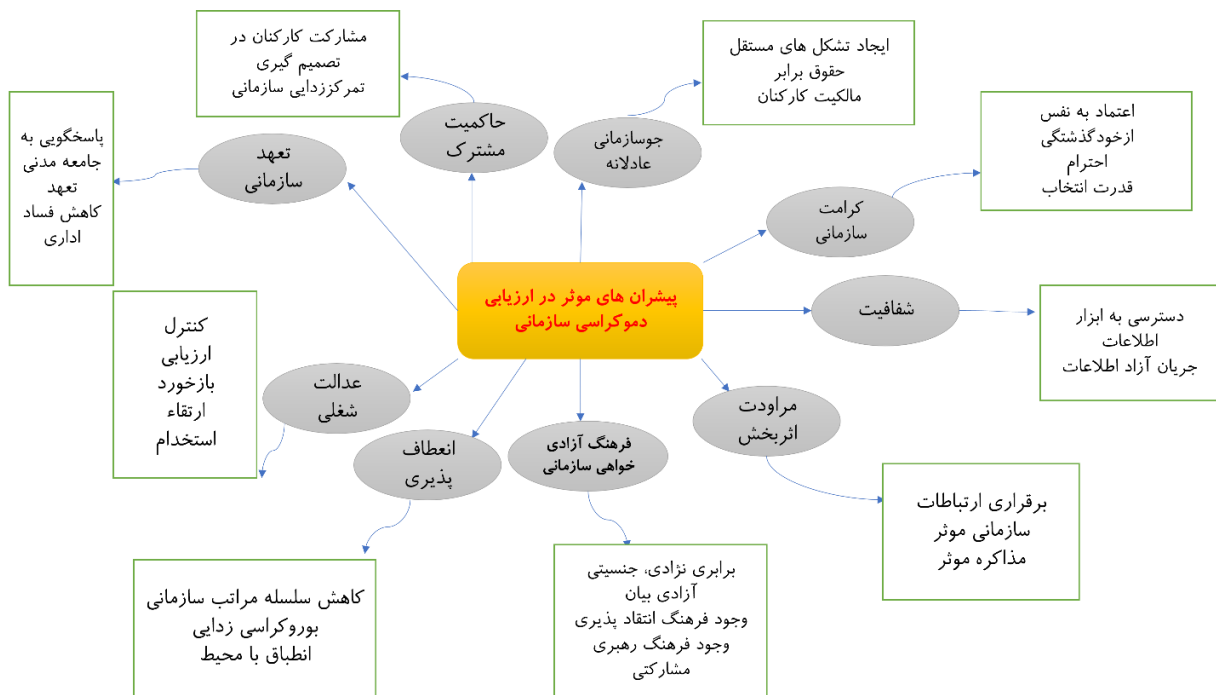 مشارکت کارکنان در
تصمیم گیری
تمرکززدایی سازمانی
ایجاد تشکل های مستقل
حقوق برابر
مالکیت کارکنان
اعتماد به نفس
ازخودگذشتگی
احترام
قدرت انتخاب
پاسخگویی به
جامعه مدنی
تعهد
کاهش فساد
اداری
حاکمیت
مشترک
جوسازمانی
عادلانه
تعهد
سازمانی
کرامت
سازمانی
پیشران های موثر در ارزیابی
دموکراسی سازمانی
شفافیت
دسترسی به ابزار
اطلاعات
جریان آزاد اطلاعات
کنترل
ارزیابی
بازخورد
ارتقاء
استخدام
عدالت
شغلی
انعطاف
پذیری
فرهنگ آزادی
خواهی سازمانی
مراودت
اثربخش
برقراری ارتباطات
سازمانی موثر
مذاکره موثر
برابری نژادی، جنسیتی
آزادی بیان
وجود فرهنگ انتقاد پذیری
وجود فرهنگ رهبری
مشارکتی
کاهش سلسله مراتب سازمانی
بوروکراسی زدایی
انطباق با محیط